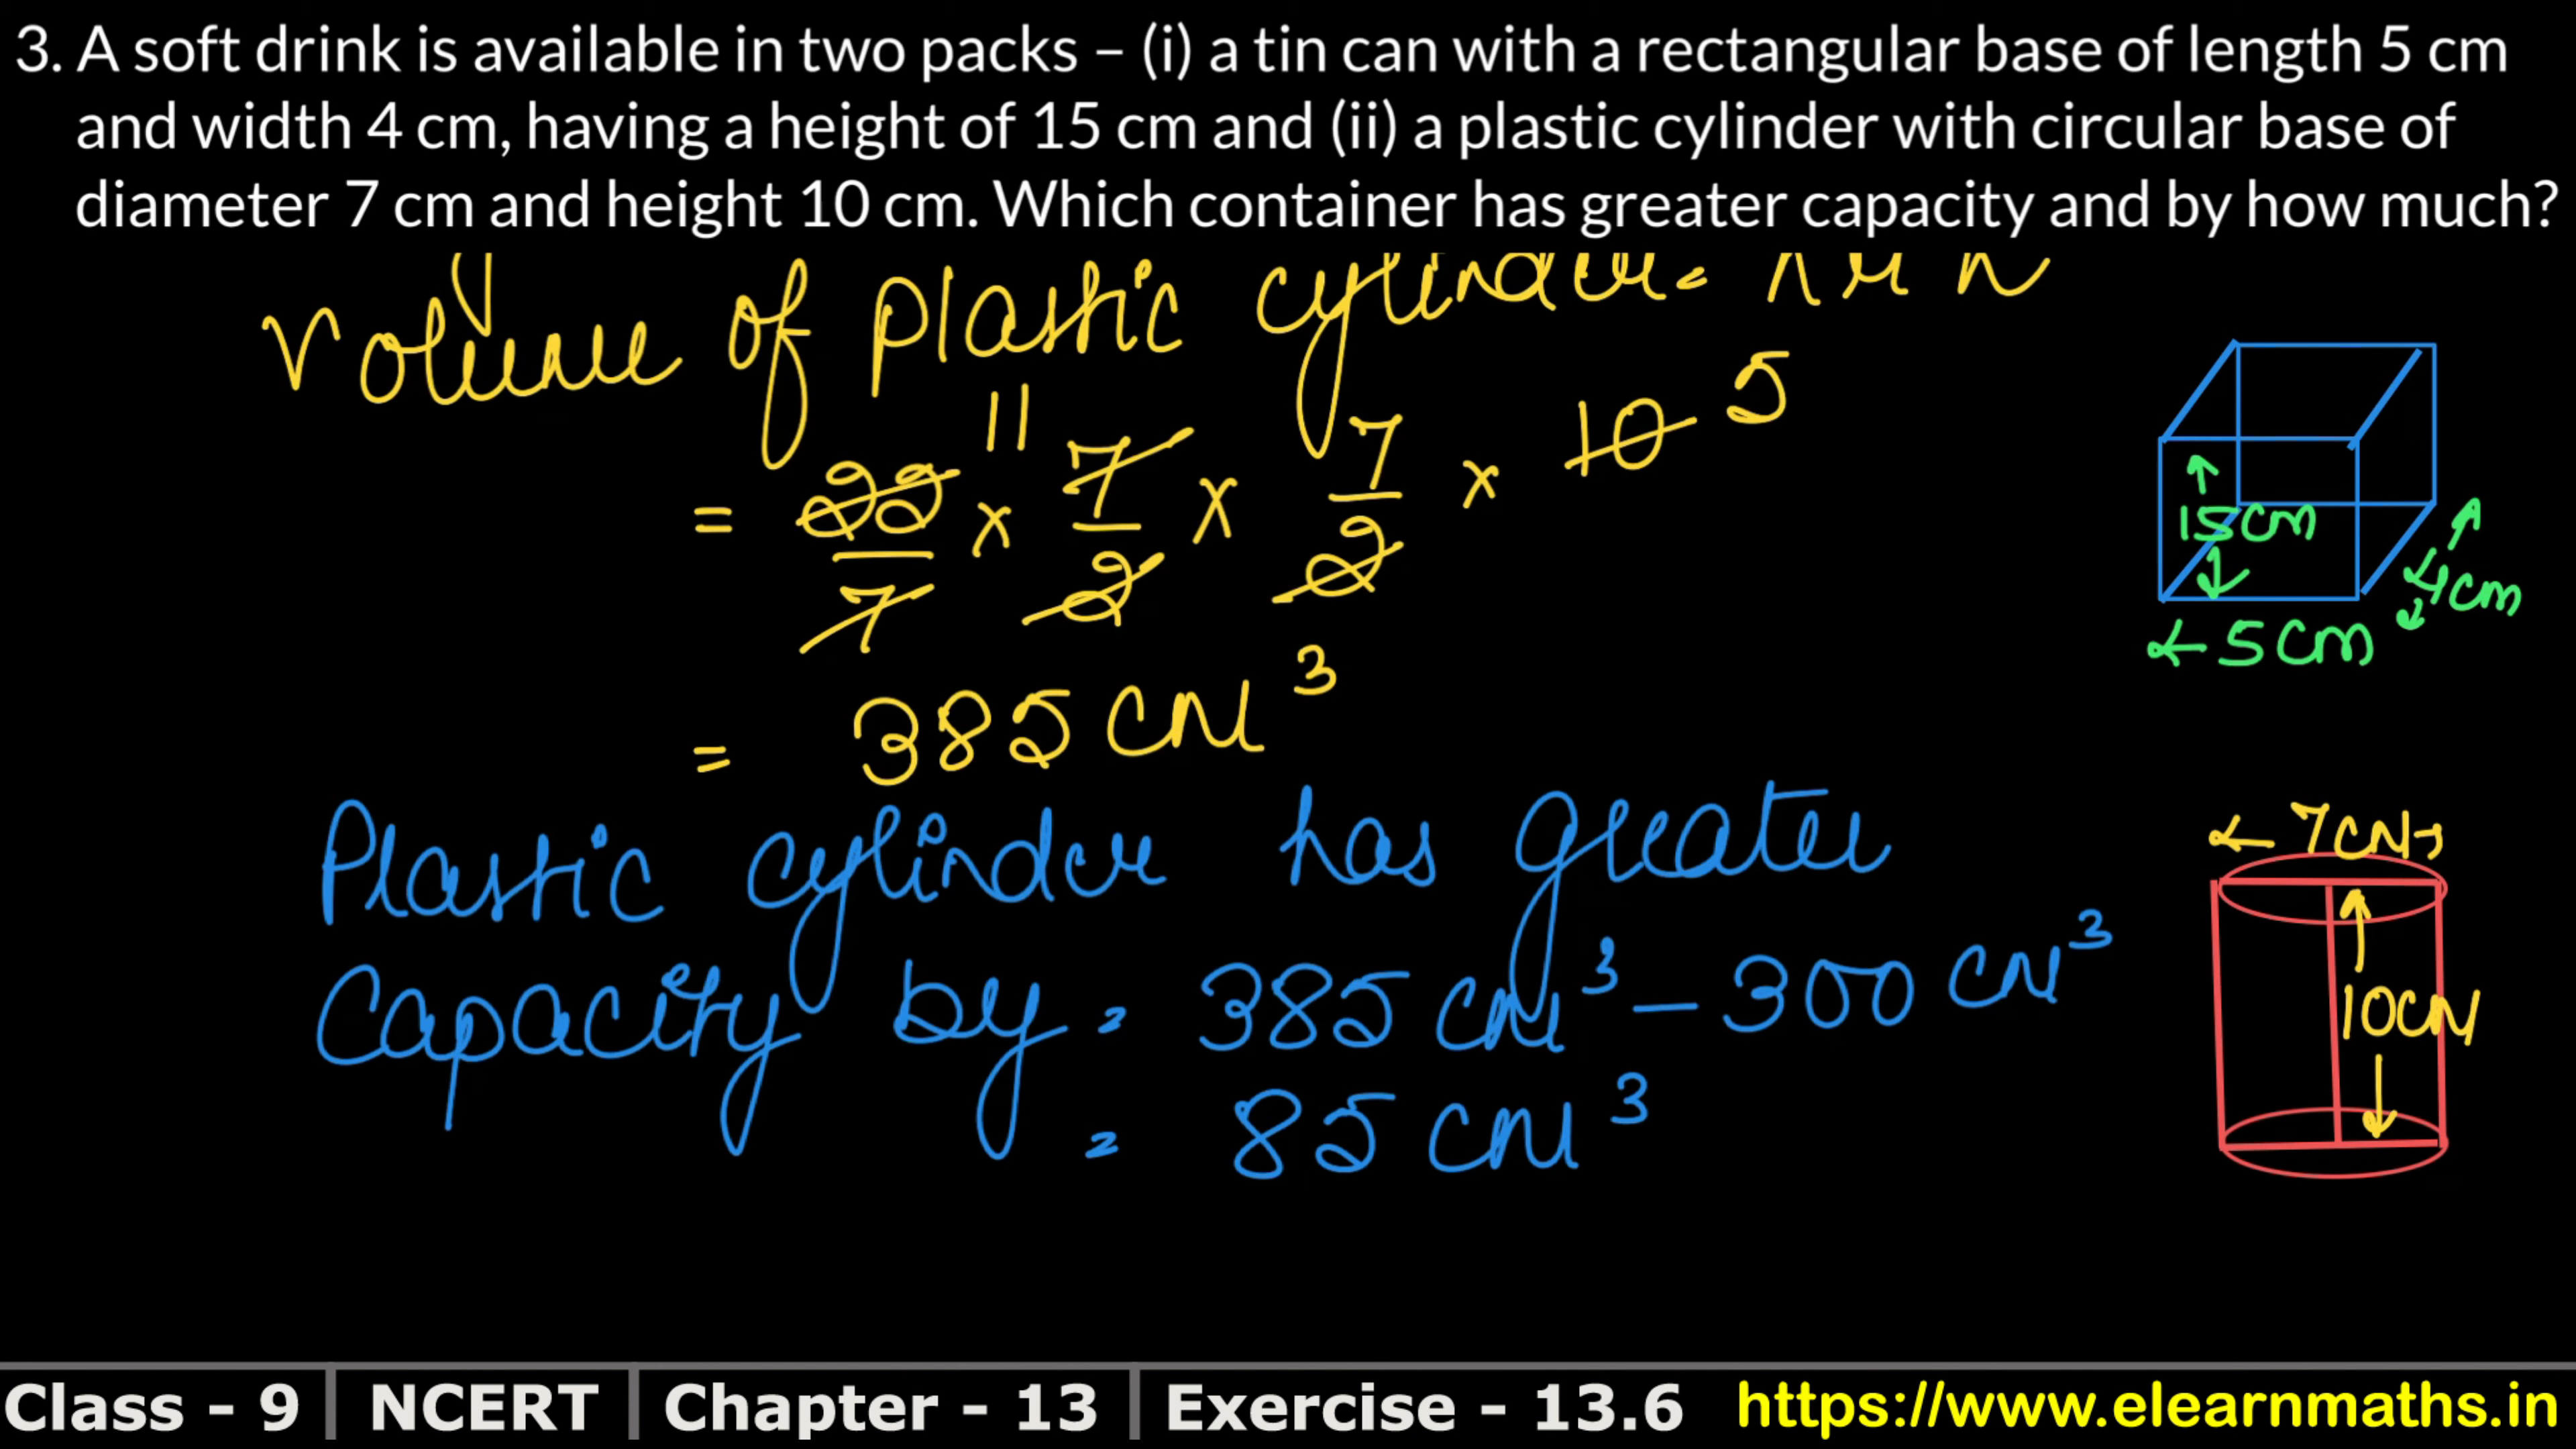 3. A soft drink is available in two packs – (i) a tin can with a rectangular base of length 5 cm
and width 4 cm, having a height of 15 cm and (ii) a plastic cylinder with circular base of
diameter 7 cm and height 10 cm. Which container has greater capacity and by how much?
Volume of plastic cylinder =
11
= 22/7 × 7/2 × 7/2 × 10 5
= 385 cm³
Plastic cylinder has greater
Capacity by = 385 cm³ – 300 cm³
= 85 cm³
15cm
4cm
5cm
7cm
10cm
Class - 9 | NCERT | Chapter - 13 | Exercise - 13.6 https://www.elearnmaths.in